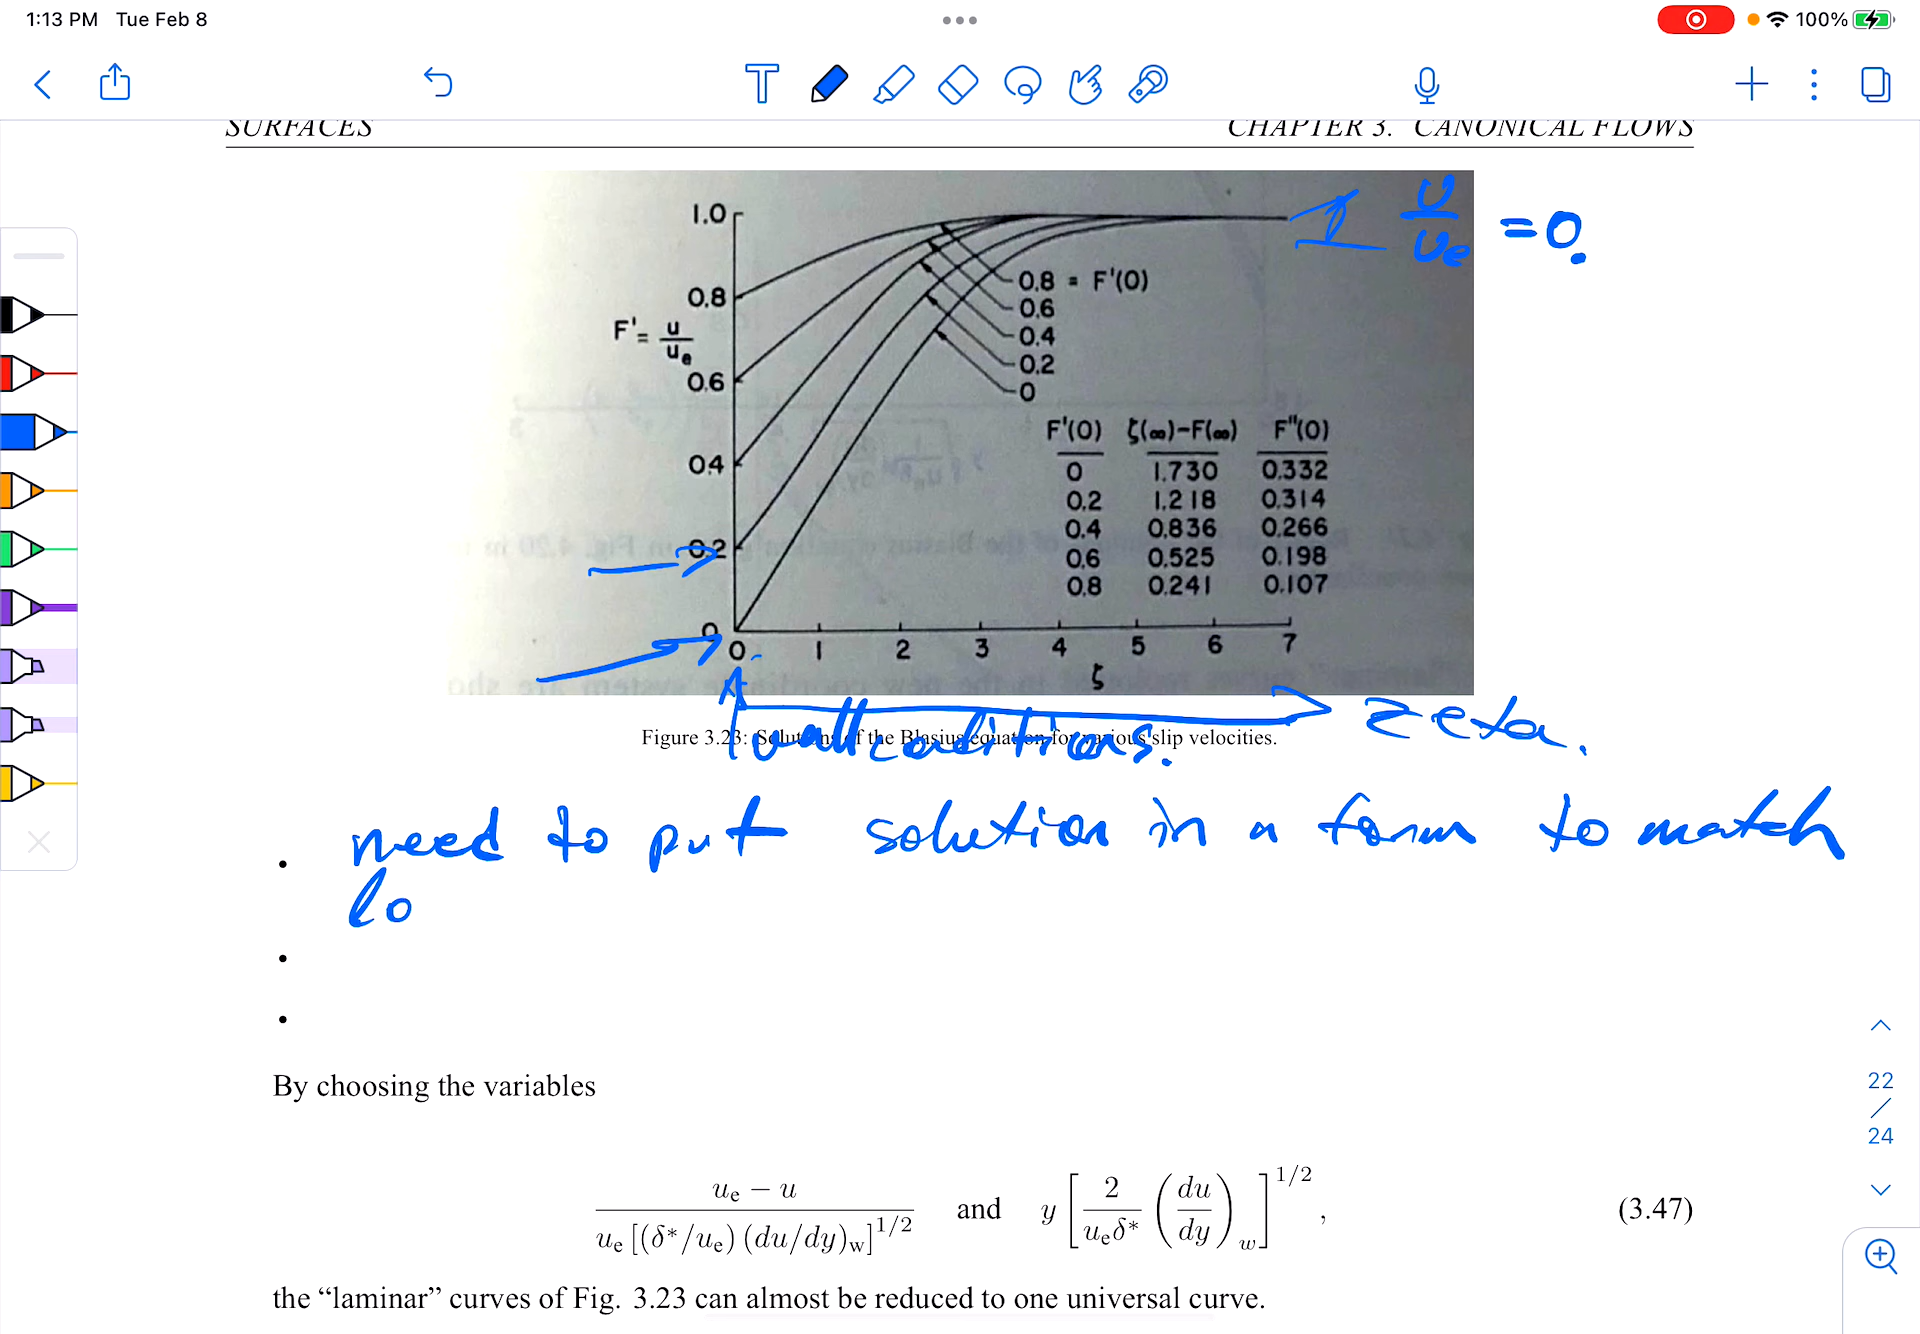 1:13 PM Tue Feb 8
100%
SURFACES CHAPTER 3. CANONICAL FLOWS
1.0
0.8
0.6
0.4
0.2
0
F'= u/ue
0.8 = F'(0)
0.6
0.4
0.2
0
F'(0) ζ(∞)-F(∞) F''(0)
0 1.730 0.332
0.2 1.218 0.314
0.4 0.836 0.266
0.6 0.525 0.198
0.8 0.241 0.107
0 1 2 3 4 5 6 7
ζ
1 U/Ue = 0.
zeta.
wall conditions.
Figure 3.23: Solutions of the Blasius equation for various slip velocities.
• need to put solution in a form to match
lo
•
•
By choosing the variables
(ue − u) / (ue [(δ*/ue) (du/dy)w]^1/2) and y [ 2/(ueδ*) (du/dy)w ]^1/2 , (3.47)
the “laminar” curves of Fig. 3.23 can almost be reduced to one universal curve.
22
/
24